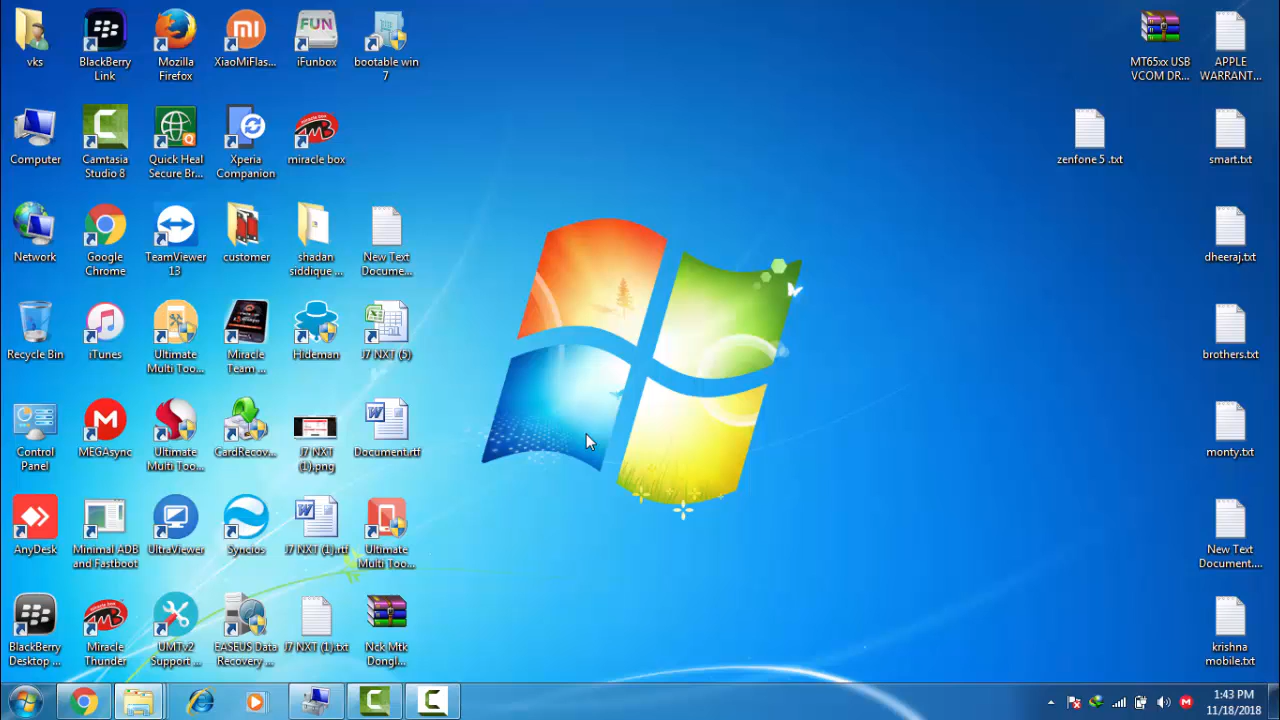 vks
BlackBerry
Link
Mozilla
Firefox
XiaoMiFlas...
FUN
iFunbox
bootable win
7
MT65xx USB
VCOM DR...
APPLE
WARRANT...
Computer
Camtasia
Studio 8
Quick Heal
Secure Br...
Xperia
Companion
miracle box
zenfone 5 .txt
smart.txt
Network
Google
Chrome
TeamViewer
13
customer
shadan
siddique ...
New Text
Docume...
dheeraj.txt
Recycle Bin
iTunes
Ultimate
Multi Too...
Miracle
Team ...
Hideman
J7 NXT (5)
brothers.txt
Control
Panel
MEGAsync
Ultimate
Multi Too...
CardRecov...
J7 NXT
(1).png
Document.rtf
monty.txt
AnyDesk
Minimal ADB
and Fastboot
UltraViewer
Syncios
J7 NXT (1).rtf
Ultimate
Multi Too...
New Text
Document....
BlackBerry
Desktop ...
Miracle
Thunder
UMTv2
Support ...
EASEUS Data
Recovery ...
J7 NXT (1).txt
Nck Mtk
Dongl...
krishna
mobile.txt
1:43 PM
11/18/2018